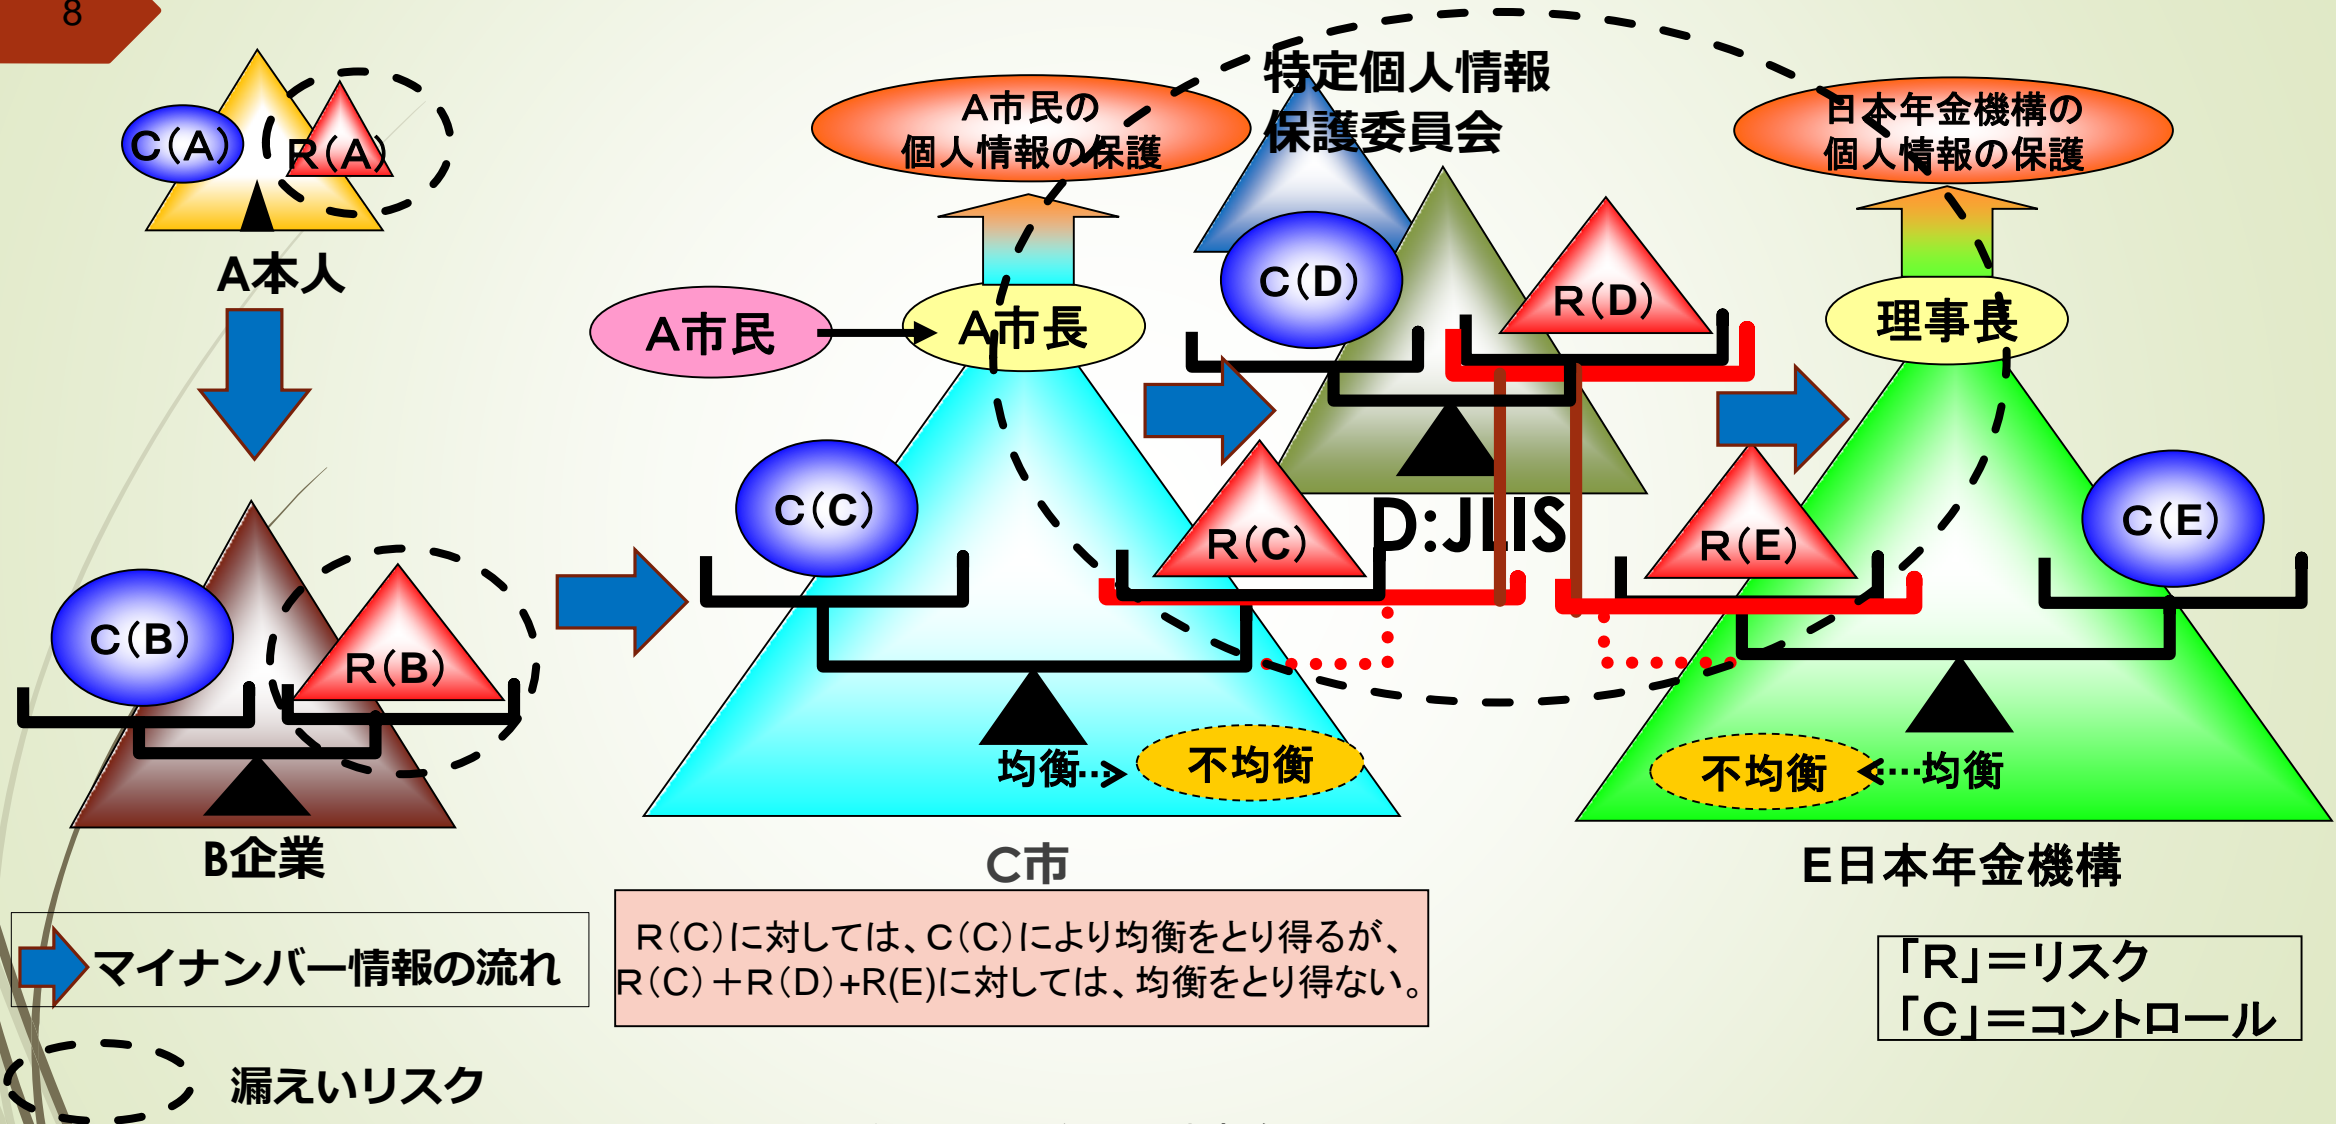 8
C(A)
R(A)
A本人
C(B)
R(B)
B企業
マイナンバー情報の流れ
漏えいリスク
A市民の
個人情報の保護
A市民
A市長
C(C)
R(C)
均衡
不均衡
C市
R(C)に対しては、C(C)により均衡をとり得るが、
R(C)+R(D)+R(E)に対しては、均衡をとり得ない。
特定個人情報
保護委員会
C(D)
R(D)
D:JLIS
日本年金機構の
個人情報の保護
理事長
R(E)
C(E)
不均衡
均衡
E日本年金機構
「R」=リスク
「C」=コントロール